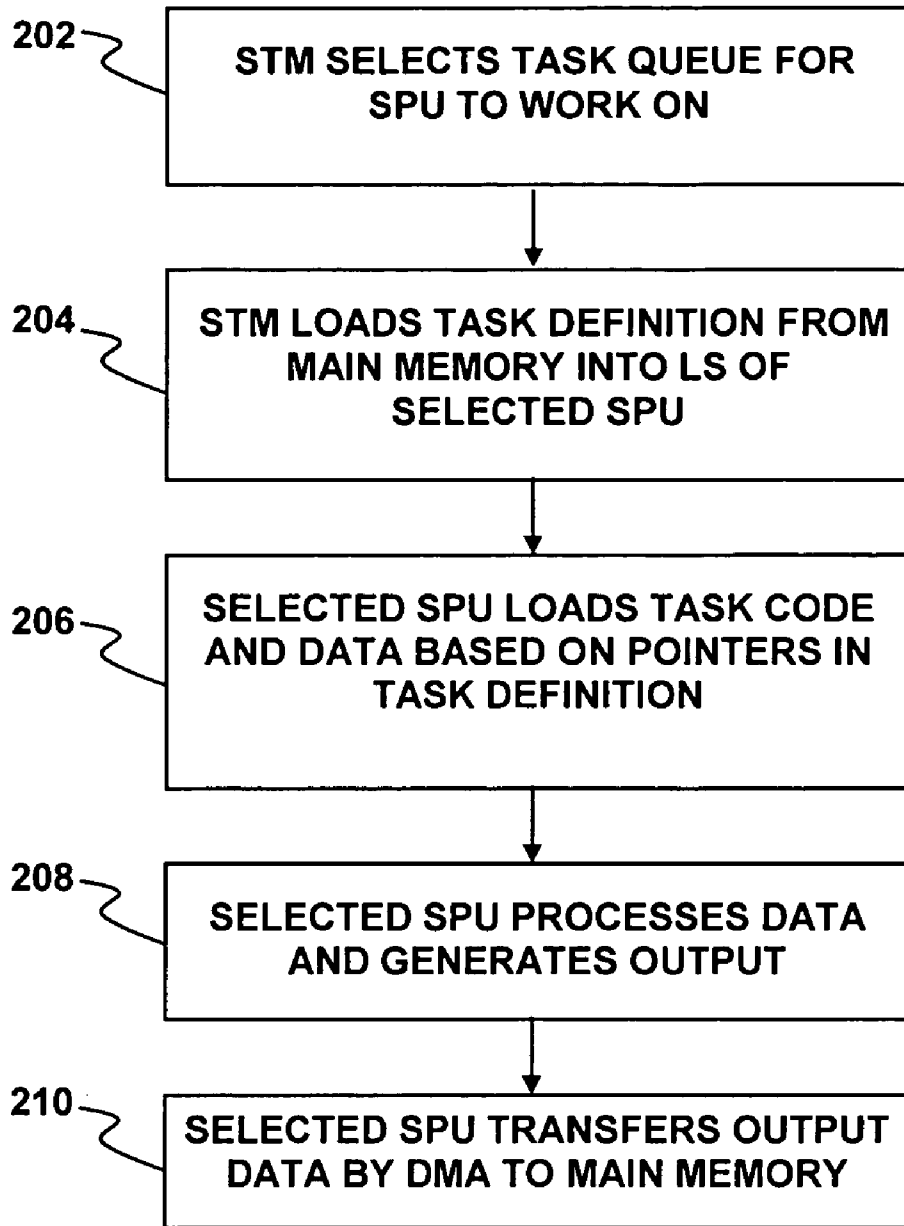 202
STM SELECTS TASK QUEUE FOR
SPU TO WORK ON
204
STM LOADS TASK DEFINITION FROM
MAIN MEMORY INTO LS OF
SELECTED SPU
206
SELECTED SPU LOADS TASK CODE
AND DATA BASED ON POINTERS IN
TASK DEFINITION
208
SELECTED SPU PROCESSES DATA
AND GENERATES OUTPUT
210
SELECTED SPU TRANSFERS OUTPUT
DATA BY DMA TO MAIN MEMORY